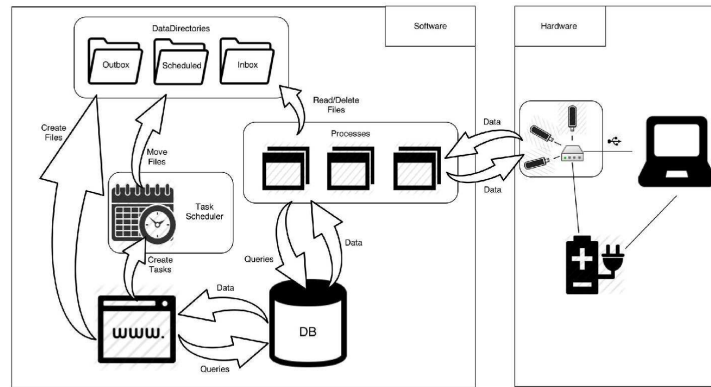 DataDirectories
Software
Hardware
Outbox
Scheduled
Inbox
Create
Files
Read/Delete
Files
Data
Processes
Move
Files
Data
Task
Scheduler
Create
Tasks
Queries
Data
Data
www.
DB
Queries